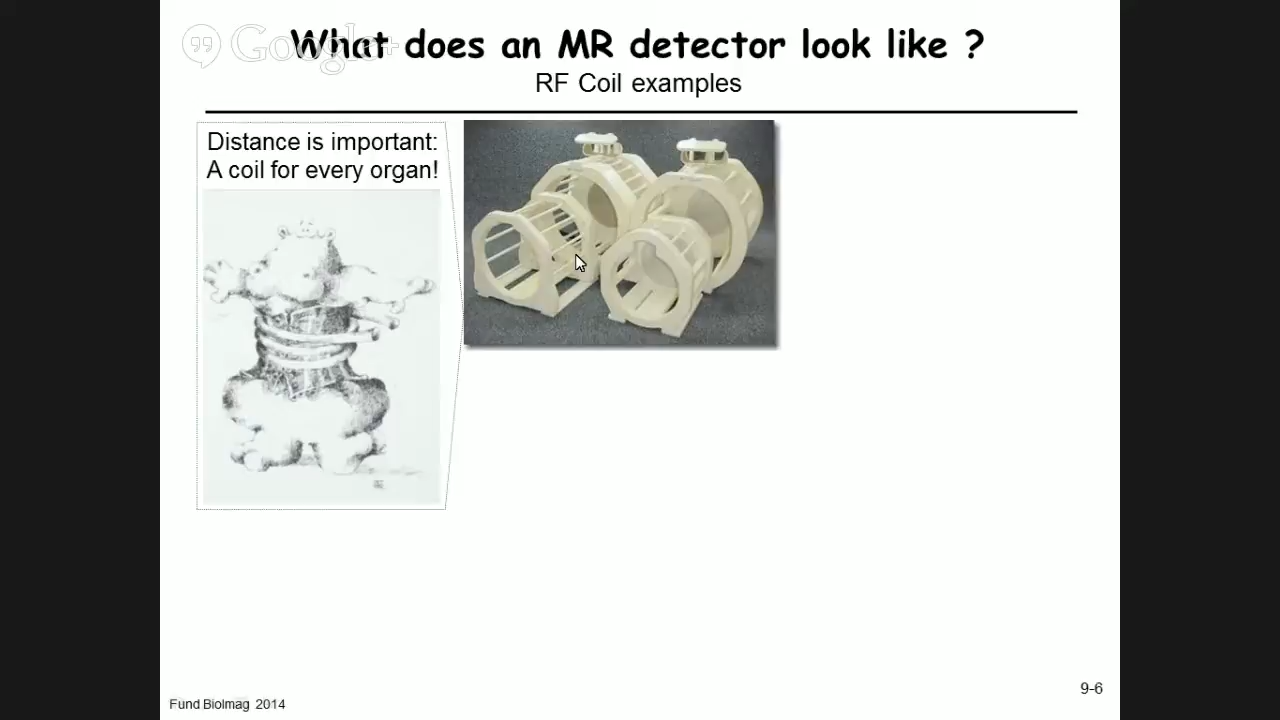 Google+
What does an MR detector look like ?
RF Coil examples
Distance is important:
A coil for every organ!
9-6
Fund BioImag 2014